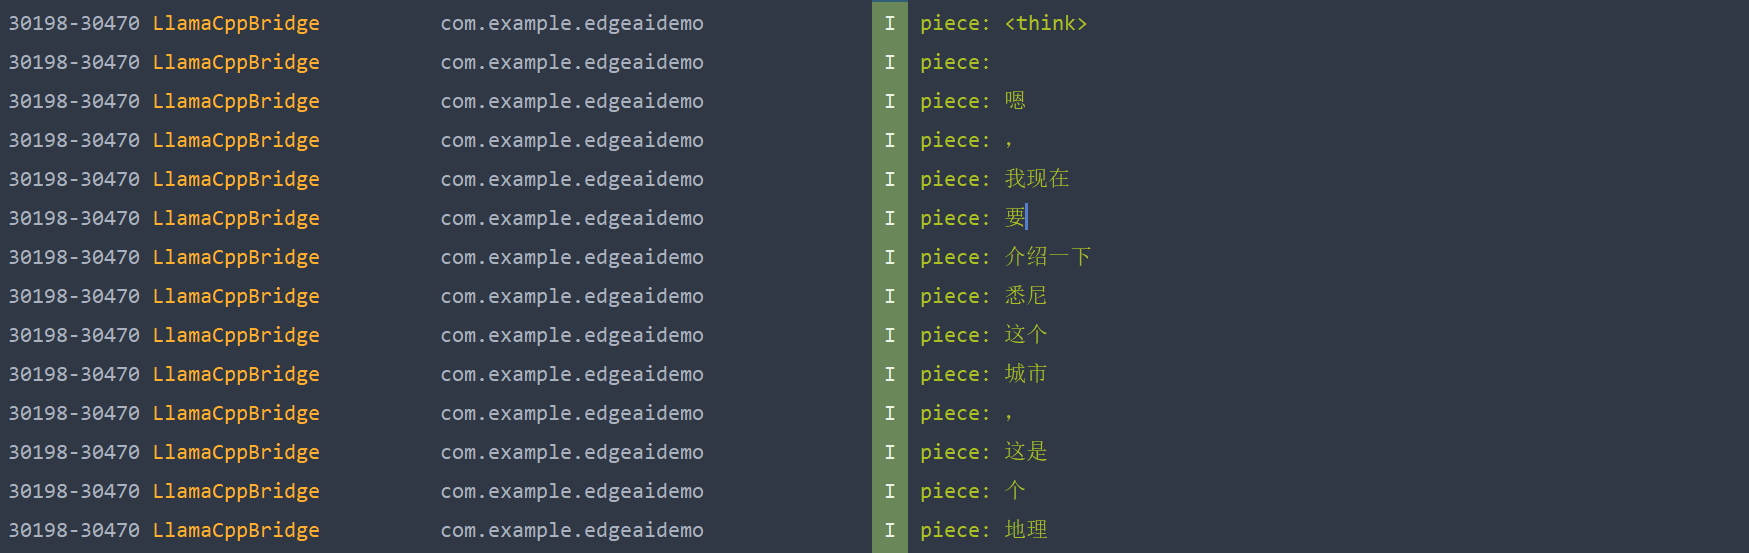 30198-30470 LlamaCppBridge com.example.edgeaidemo I piece: <think>
30198-30470 LlamaCppBridge com.example.edgeaidemo I piece:
30198-30470 LlamaCppBridge com.example.edgeaidemo I piece: 嗯
30198-30470 LlamaCppBridge com.example.edgeaidemo I piece: ，
30198-30470 LlamaCppBridge com.example.edgeaidemo I piece: 我现在
30198-30470 LlamaCppBridge com.example.edgeaidemo I piece: 要
30198-30470 LlamaCppBridge com.example.edgeaidemo I piece: 介绍一下
30198-30470 LlamaCppBridge com.example.edgeaidemo I piece: 悉尼
30198-30470 LlamaCppBridge com.example.edgeaidemo I piece: 这个
30198-30470 LlamaCppBridge com.example.edgeaidemo I piece: 城市
30198-30470 LlamaCppBridge com.example.edgeaidemo I piece: ，
30198-30470 LlamaCppBridge com.example.edgeaidemo I piece: 这是
30198-30470 LlamaCppBridge com.example.edgeaidemo I piece: 个
30198-30470 LlamaCppBridge com.example.edgeaidemo I piece: 地理